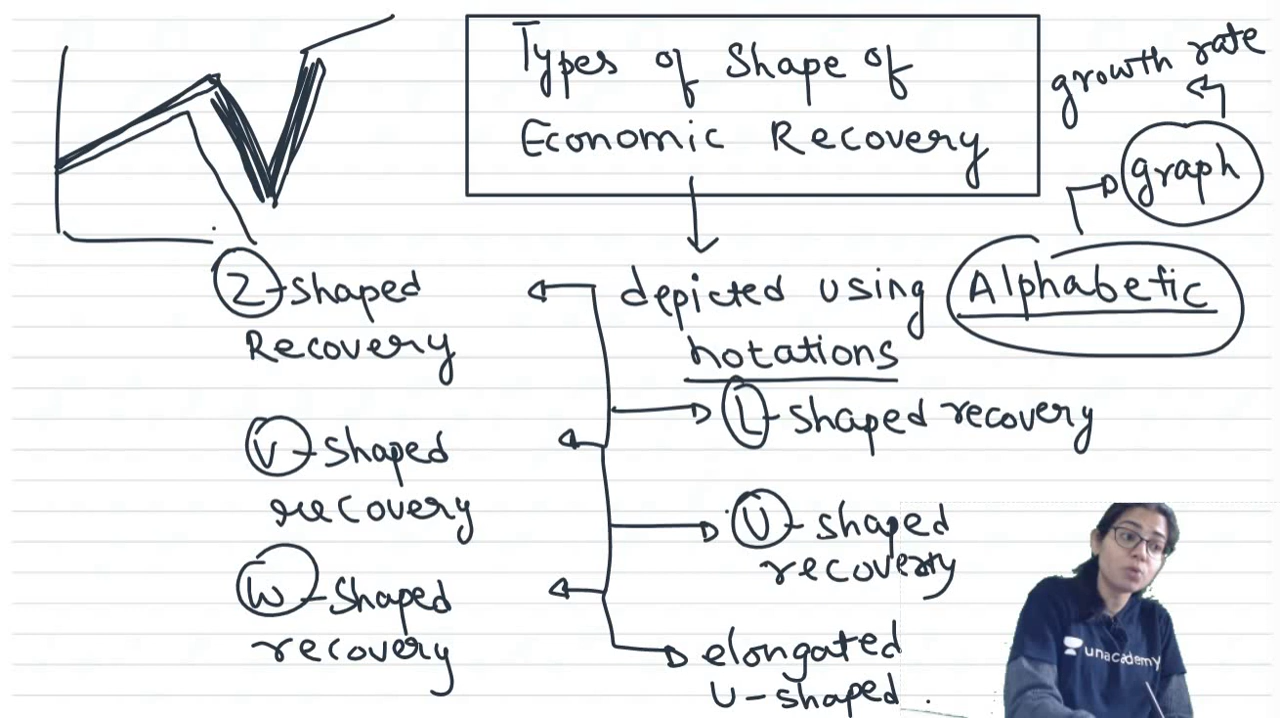 Types of Shape of
Economic Recovery
growth rate
graph
depicted using Alphabetic
notations
Z-shaped
Recovery
L-shaped recovery
V-shaped
recovery
U-shaped
recovery
W-shaped
recovery
elongated
U-shaped.
unacademy